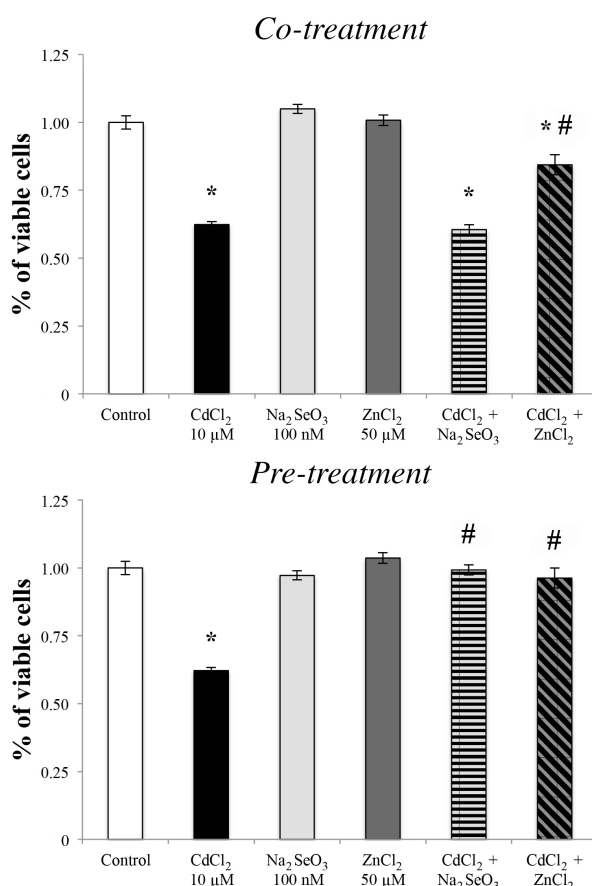 Co-treatment
1.25
1.00
0.75
0.50
0.25
0
% of viable cells
*
*
* #
Control
CdCl2
10 µM
Na2SeO3
100 nM
ZnCl2
50 µM
CdCl2 +
Na2SeO3
CdCl2 +
ZnCl2
Pre-treatment
1.25
1.00
0.75
0.50
0.25
0
% of viable cells
*
#
#
Control
CdCl2
10 µM
Na2SeO3
100 nM
ZnCl2
50 µM
CdCl2 +
Na2SeO3
CdCl2 +
ZnCl2